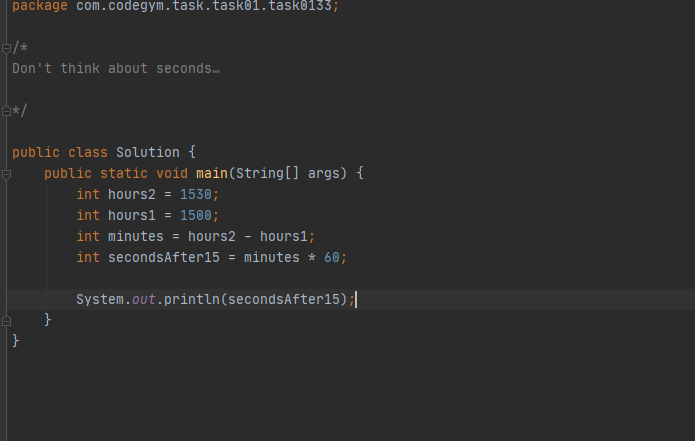 package com.codegym.task.task01.task0133;
/*
Don't think about seconds…
*/
public class Solution {
public static void main(String[] args) {
int hours2 = 1530;
int hours1 = 1500;
int minutes = hours2 - hours1;
int secondsAfter15 = minutes * 60;
System.out.println(secondsAfter15);
}
}